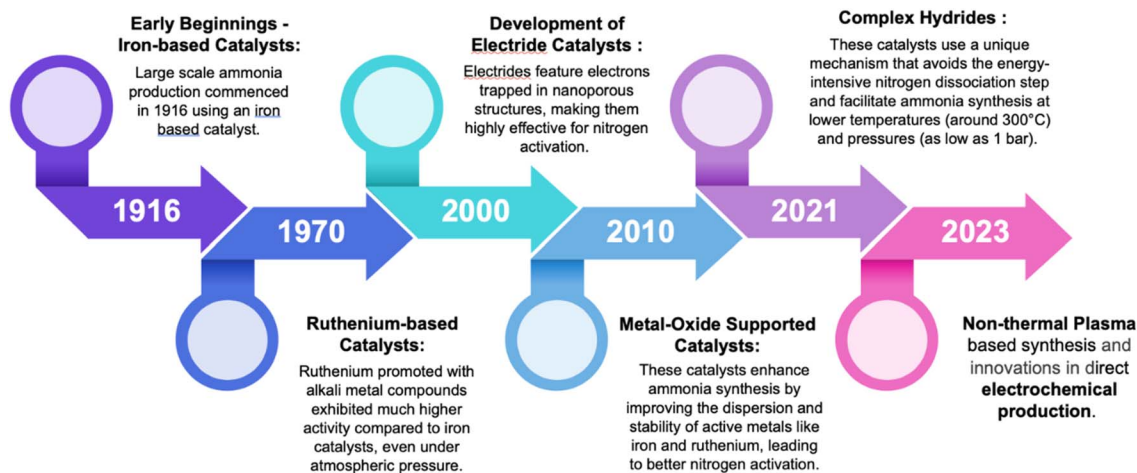 Early Beginnings -
Iron-based Catalysts:
Large scale ammonia
production commenced
in 1916 using an iron
based catalyst.
Development of
Electride Catalysts :
Electrides feature electrons
trapped in nanoporous
structures, making them
highly effective for nitrogen
activation.
Complex Hydrides :
These catalysts use a unique
mechanism that avoids the energy-
intensive nitrogen dissociation step
and facilitate ammonia synthesis at
lower temperatures (around 300°C)
and pressures (as low as 1 bar).
1916
1970
2000
2010
2021
2023
Ruthenium-based
Catalysts:
Ruthenium promoted with
alkali metal compounds
exhibited much higher
activity compared to iron
catalysts, even under
atmospheric pressure.
Metal-Oxide Supported
Catalysts:
These catalysts enhance
ammonia synthesis by
improving the dispersion and
stability of active metals like
iron and ruthenium, leading
to better nitrogen activation.
Non-thermal Plasma
based synthesis and
innovations in direct
electrochemical
production.